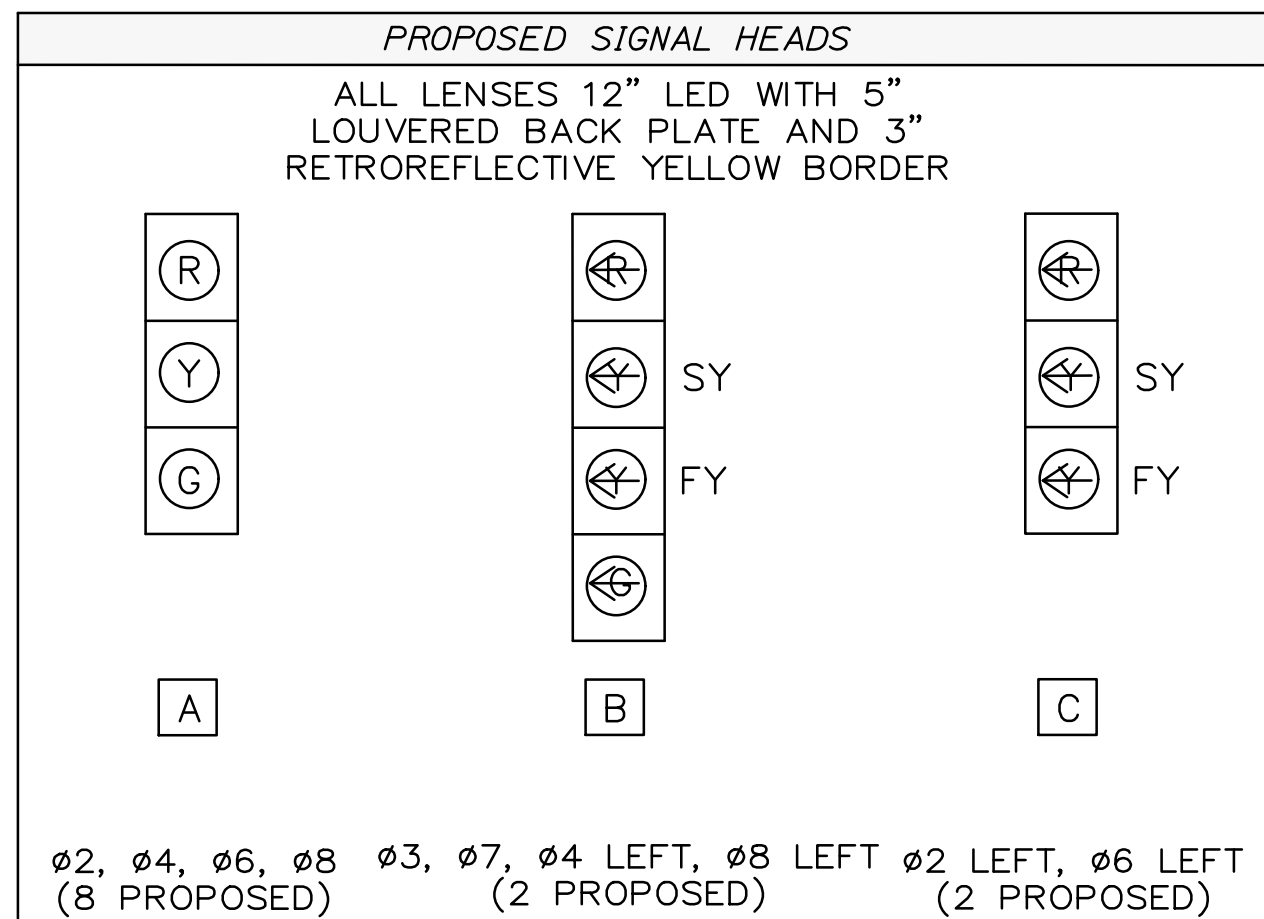 PROPOSED SIGNAL HEADS
ALL LENSES 12” LED WITH 5”
LOUVERED BACK PLATE AND 3”
RETROREFLECTIVE YELLOW BORDER
R
Y
G
A
ø2, ø4, ø6, ø8
(8 PROPOSED)
R
Y SY
Y FY
G
B
ø3, ø7, ø4 LEFT, ø8 LEFT
(2 PROPOSED)
R
Y SY
Y FY
C
ø2 LEFT, ø6 LEFT
(2 PROPOSED)